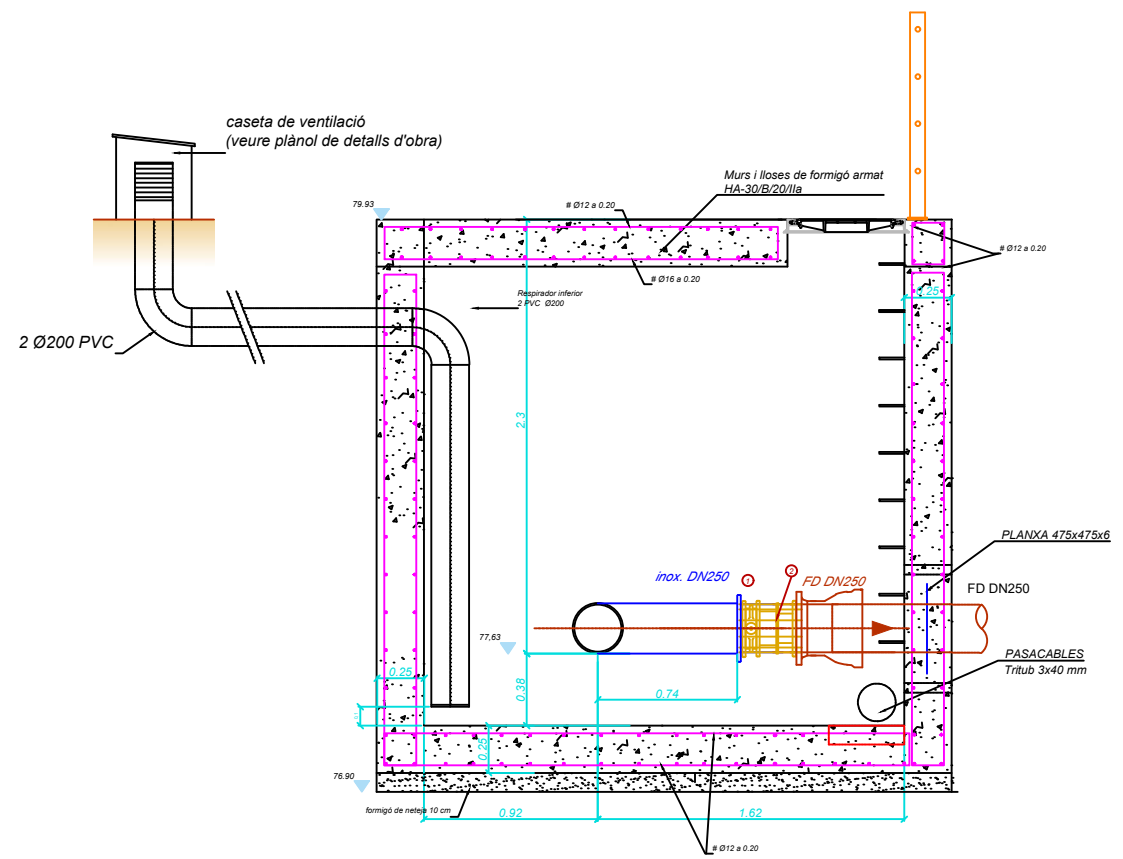 caseta de ventilació
(veure plànol de detalls d'obra)
Murs i lloses de formigó armat
HA-30/B/20/IIa
79.93
# Ø12 a 0.20
# Ø12 a 0.20
# Ø16 a 0.20
0.25
Respirador inferior
2 PVC Ø200
2 Ø200 PVC
2.3
PLANXA 475x475x6
inox. DN250
1
2
FD DN250
FD DN250
77,63
PASACABLES
Tritub 3x40 mm
0.25
0.38
0.74
0.25
76.90
formigó de neteja 10 cm
0.92
1.62
# Ø12 a 0.20